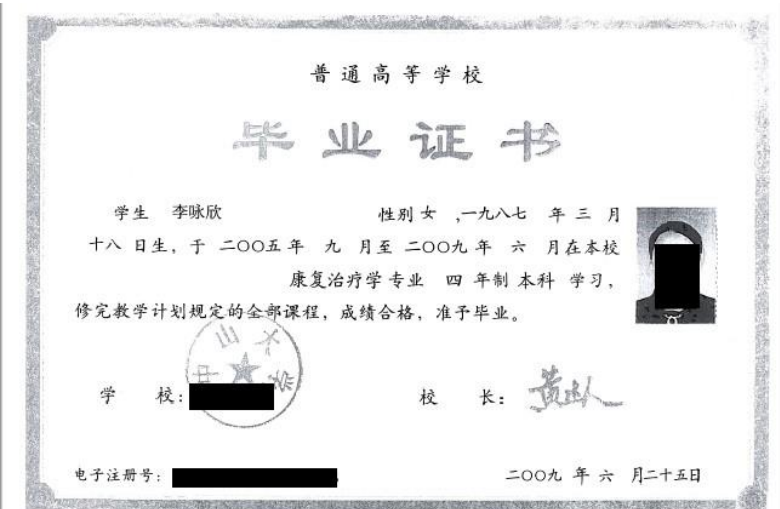 普通高等学校
毕业证书
学生 李咏欣 性别 女 ,一九八七 年 三 月
十八 日生，于 二〇〇五 年 九 月至 二〇〇九 年 六 月在本校
康复治疗学 专业 四 年制 本科 学习，
修完教学计划规定的全部课程，成绩合格，准予毕业。
中山大学
学 校：
校 长：
电子注册号：
二〇〇九 年 六 月二十五日